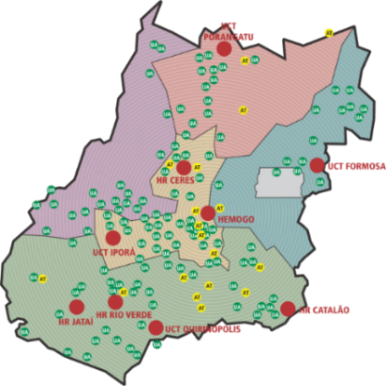 UCT
PORANGATU
UCT FORMOSA
HR CERES
HEMOGO
UCT IPORÁ
HR CATALÃO
HR RIO VERDE
HR JATAÍ
UCT QUIRINÓPOLIS